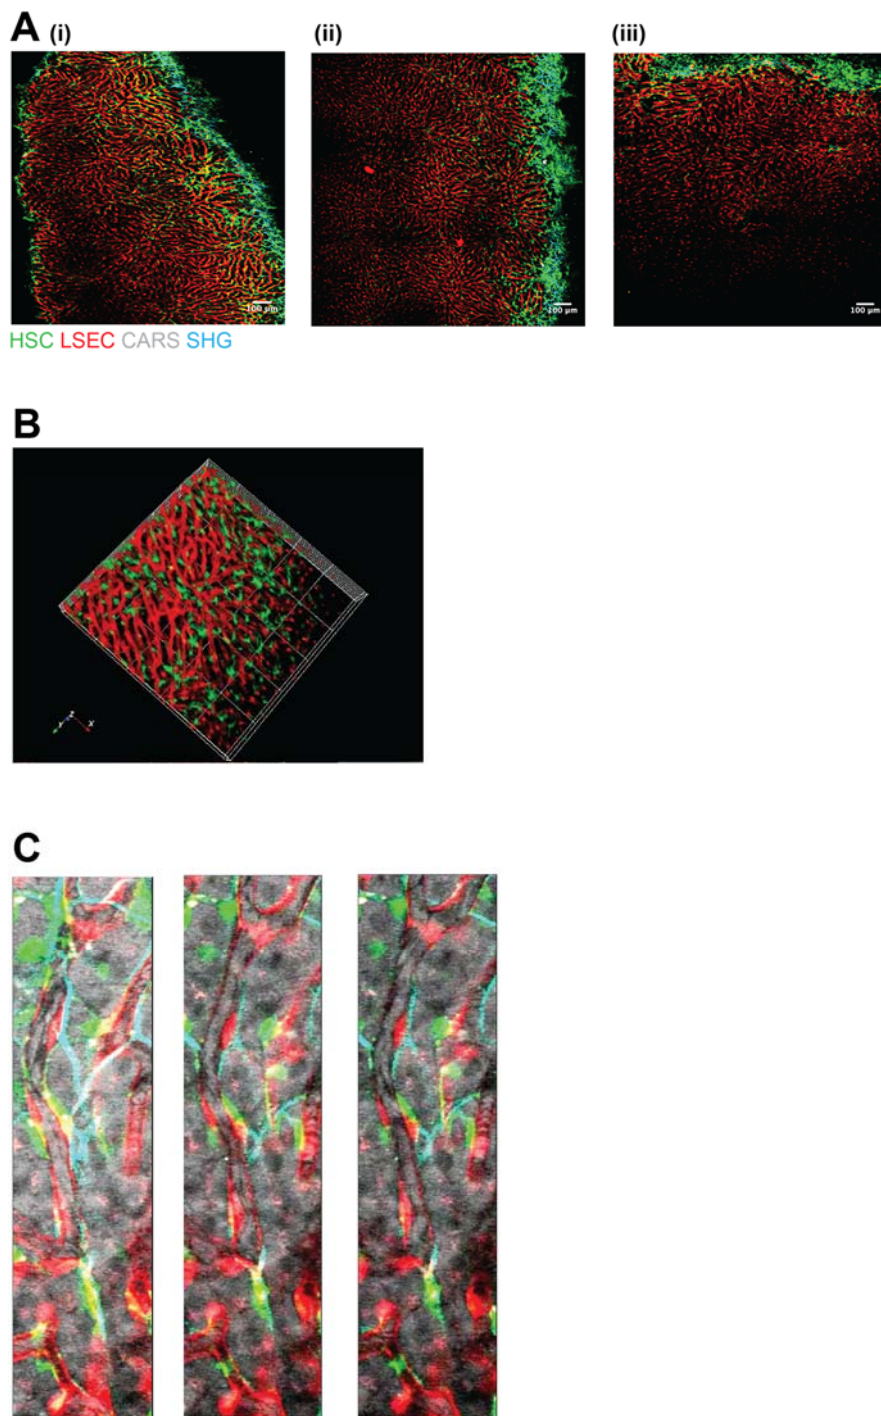 A (i) (ii) (iii)
100 µm 100 µm 100 µm
HSC LSEC CARS SHG
B
z
Y X
C